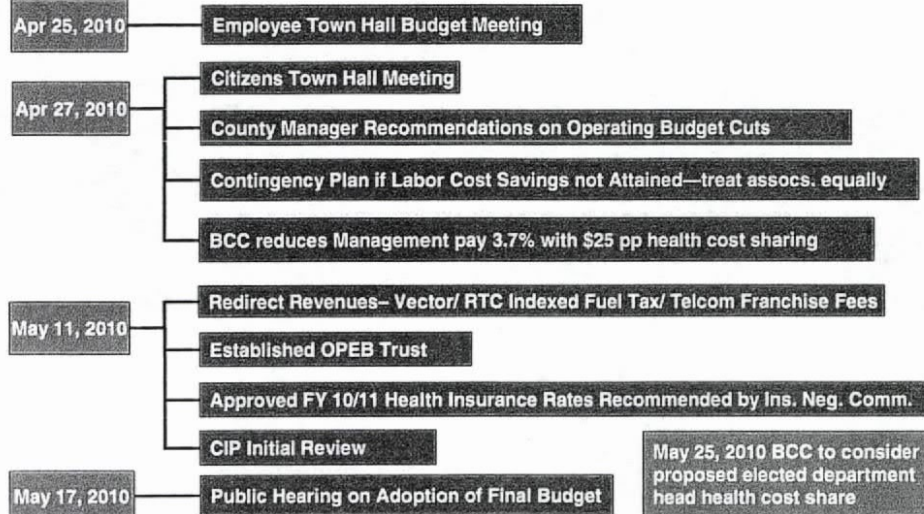 Apr 25, 2010
Employee Town Hall Budget Meeting
Apr 27, 2010
Citizens Town Hall Meeting
County Manager Recommendations on Operating Budget Cuts
Contingency Plan if Labor Cost Savings not Attained—treat assocs. equally
BCC reduces Management pay 3.7% with $25 pp health cost sharing
May 11, 2010
Redirect Revenues– Vector/ RTC Indexed Fuel Tax/ Telcom Franchise Fees
Established OPEB Trust
Approved FY 10/11 Health Insurance Rates Recommended by Ins. Neg. Comm.
CIP Initial Review
May 17, 2010
Public Hearing on Adoption of Final Budget
May 25, 2010 BCC to consider
proposed elected department
head health cost share